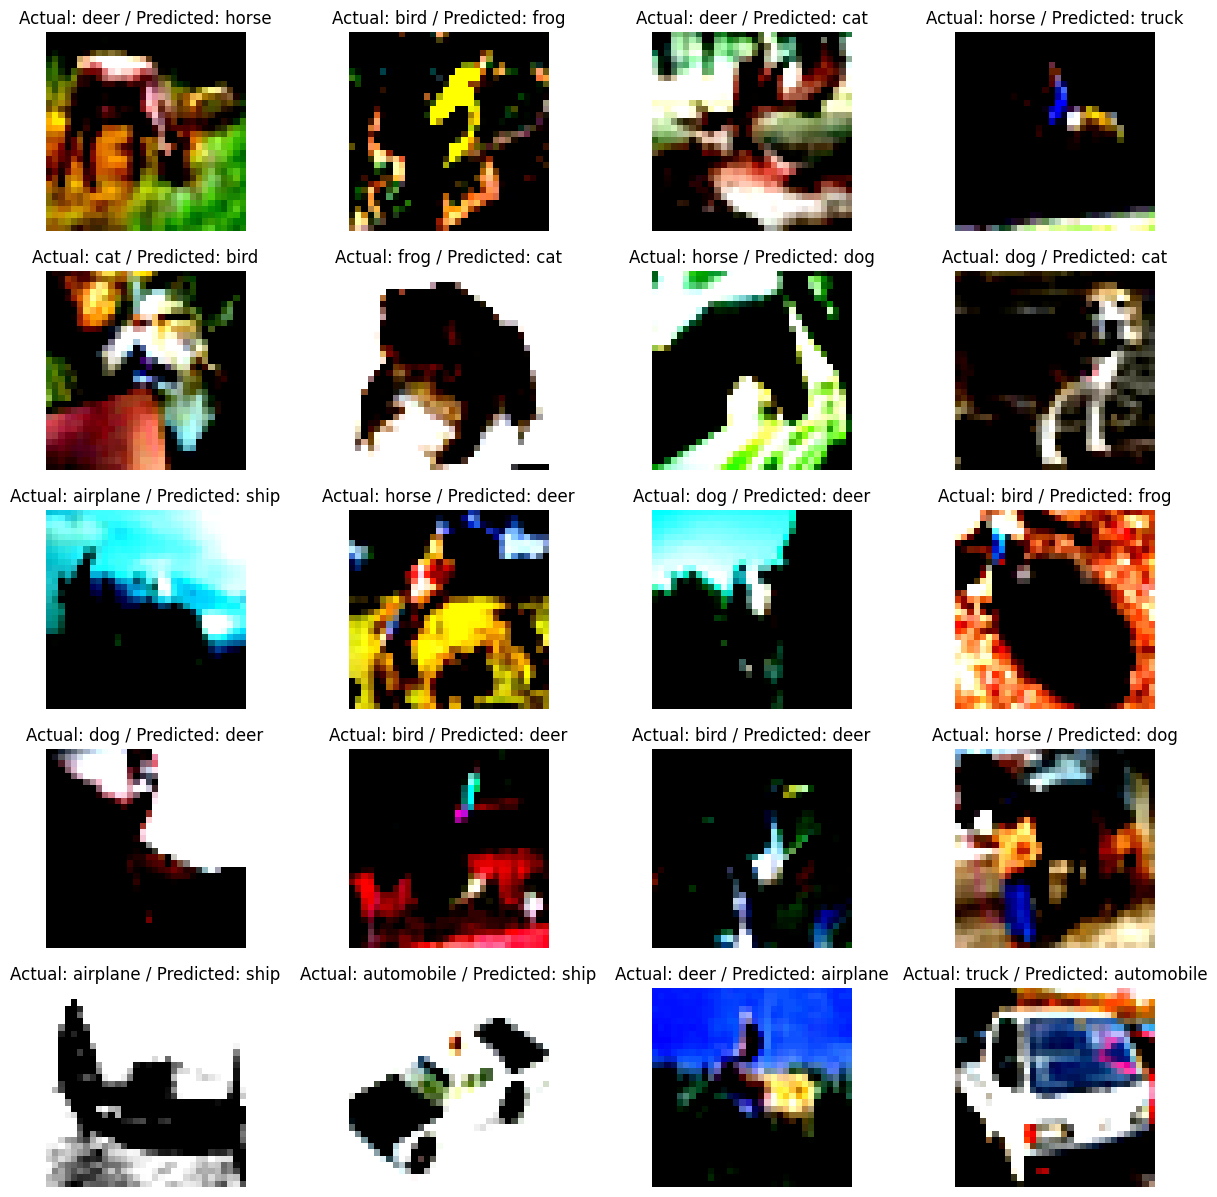 Actual: deer / Predicted: horse
Actual: bird / Predicted: frog
Actual: deer / Predicted: cat
Actual: horse / Predicted: truck
Actual: cat / Predicted: bird
Actual: frog / Predicted: cat
Actual: horse / Predicted: dog
Actual: dog / Predicted: cat
Actual: airplane / Predicted: ship
Actual: horse / Predicted: deer
Actual: dog / Predicted: deer
Actual: bird / Predicted: frog
Actual: dog / Predicted: deer
Actual: bird / Predicted: deer
Actual: bird / Predicted: deer
Actual: horse / Predicted: dog
Actual: airplane / Predicted: ship
Actual: automobile / Predicted: ship
Actual: deer / Predicted: airplane
Actual: truck / Predicted: automobile